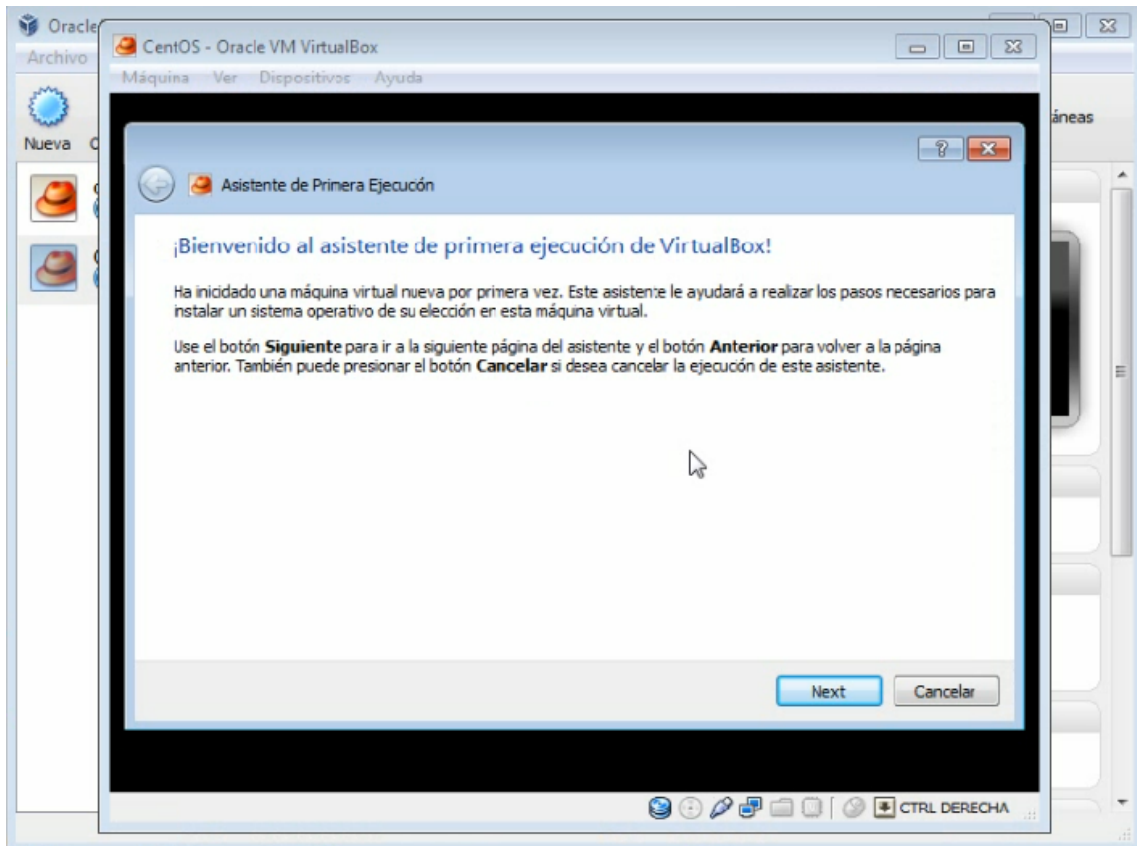 Oracle
Archivo
Nueva
áneas
CentOS - Oracle VM VirtualBox
Máquina Ver Dispositivos Ayuda
Asistente de Primera Ejecucón
¡Bienvenido al asistente de primera ejecución de VirtualBox!
Ha inicidado una máquina virtual nueva por primera vez. Este asistente le ayudará a realizar los pasos necesarios para
instalar un sistema operativo de su elección en esta máquina virtual.
Use el botón Siguiente para ir a la siguiente página del asistente y el botón Anterior para volver a la página
anterior. También puede presionar el botón Cancelar si desea cancelar la ejecución de este asistente.
Next Cancelar
CTRL DERECHA